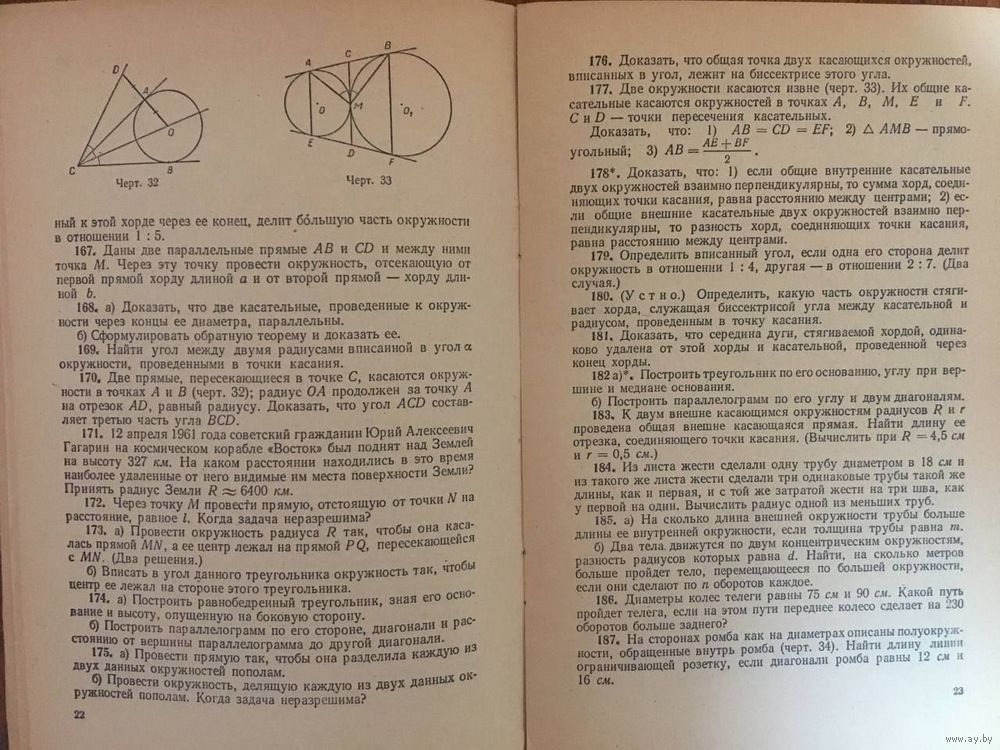 D
A
O
C
B
Черт. 32
A
C
B
M
O
O₁
E
D
F
Черт. 33
ный к этой хорде через ее конец, делит бо́льшую часть окружности
в отношении 1 : 5.
167. Даны две параллельные прямые AB и CD и между ними
точка M. Через эту точку провести окружность, отсекающую от
первой прямой хорду длиной a и от второй прямой — хорду дли-
ной b.
168. а) Доказать, что две касательные, проведенные к окруж-
ности через концы ее диаметра, параллельны.
б) Сформулировать обратную теорему и доказать ее.
169. Найти угол между двумя радиусами вписанной в угол α
окружности, проведенными в точки касания.
170. Две прямые, пересекающиеся в точке C, касаются окруж-
ности в точках A и B (черт. 32); радиус OA продолжен за точку A
на отрезок AD, равный радиусу. Доказать, что угол ACD состав-
ляет третью часть угла BCD.
171. 12 апреля 1961 года советский гражданин Юрий Алексеевич
Гагарин на космическом корабле «Восток» был поднят над Землей
на высоту 327 км. На каком расстоянии находились в это время
наиболее удаленные от него видимые им места поверхности Земли?
Принять радиус Земли R ≈ 6400 км.
172. Через точку M провести прямую, отстоящую от точки N на
расстояние, равное l. Когда задача неразрешима?
173. а) Провести окружность радиуса R так, чтобы она каса-
лась прямой MN, а ее центр лежал на прямой PQ, пересекающейся
с MN. (Два решения.)
б) Вписать в угол данного треугольника окружность так, чтобы
центр ее лежал на стороне этого треугольника.
174. а) Построить равнобедренный треугольник, зная его осно-
вание и высоту, опущенную на боковую сторону.
б) Построить параллелограмм по его стороне, диагонали и рас-
стоянию от вершины параллелограмма до другой диагонали.
175. а) Провести прямую так, чтобы она разделила каждую из
двух данных окружностей пополам.
б) Провести окружность, делящую каждую из двух данных ок-
ружностей пополам. Когда задача неразрешима?
22
176. Доказать, что общая точка двух касающихся окружностей,
вписанных в угол, лежит на биссектрисе этого угла.
177. Две окружности касаются извне (черт. 33). Их общие ка-
сательные касаются окружностей в точках A, B, M, E и F.
C и D — точки пересечения касательных.
Доказать, что: 1) AB = CD = EF; 2) △ AMB — прямо-
угольный; 3) AB = (AE + BF)/2 .
178*. Доказать, что: 1) если общие внутренние касательные
двух окружностей взаимно перпендикулярны, то сумма хорд, соеди-
няющих точки касания, равна расстоянию между центрами; 2) ес-
ли общие внешние касательные двух окружностей взаимно пер-
пендикулярны, то разность хорд, соединяющих точки касания,
равна расстоянию между центрами.
179. Определить вписанный угол, если одна его сторона делит
окружность в отношении 1 : 4, другая — в отношении 2 : 7. (Два
случая.)
180. (Устно.) Определить, какую часть окружности стяги-
вает хорда, служащая биссектрисой угла между касательной и
радиусом, проведенным в точку касания.
181. Доказать, что середина дуги, стягиваемой хордой, одина-
ково удалена от этой хорды и касательной, проведенной через
конец хорды.
182 а)*. Построить треугольник по его основанию, углу при вер-
шине и медиане основания.
б) Построить параллелограмм по его углу и двум диагоналям.
183. К двум внешне касающимся окружностям радиусов R и r
проведена общая внешне касающаяся прямая. Найти длину ее
отрезка, соединяющего точки касания. (Вычислить при R = 4,5 см
и r = 0,5 см.)
184. Из листа жести сделали одну трубу диаметром в 18 см и
из такого же листа жести сделали три одинаковые трубы такой же
длины, как и первая, и с той же затратой жести на три шва, как
у первой на один. Вычислить радиус одной из меньших труб.
185. а) На сколько длина внешней окружности трубы больше
длины ее внутренней окружности, если толщина трубы равна m.
б) Два тела движутся по двум концентрическим окружностям,
разность радиусов которых равна d. Найти, на сколько метров
больше пройдет тело, перемещающееся по большей окружности,
если они сделают по n оборотов каждое.
186. Диаметры колес телеги равны 75 см и 90 см. Какой путь
пройдет телега, если на этом пути переднее колесо сделает на 230
оборотов больше заднего?
187. На сторонах ромба как на диаметрах описаны полуокруж-
ности, обращенные внутрь ромба (черт. 34). Найти длину линии
ограничивающей розетку, если диагонали ромба равны 12 см и
16 см.
23
www.ay.by